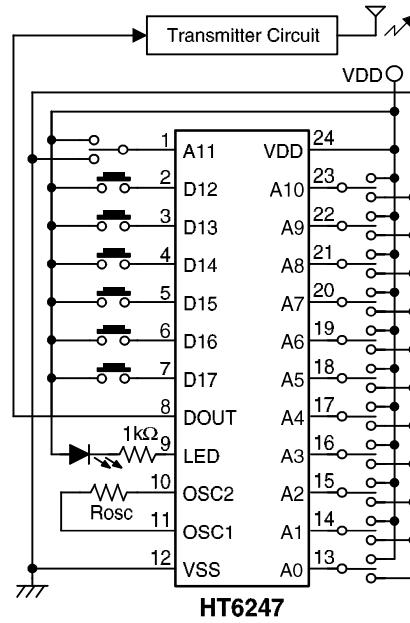 Transmitter Circuit
VDD
1 A11 VDD 24
2 D12 A10 23
3 D13 A9 22
4 D14 A8 21
5 D15 A7 20
6 D16 A6 19
7 D17 A5 18
8 DOUT A4 17
1kΩ 9 LED A3 16
10 OSC2 A2 15
Rosc
11 OSC1 A1 14
12 VSS A0 13
HT6247